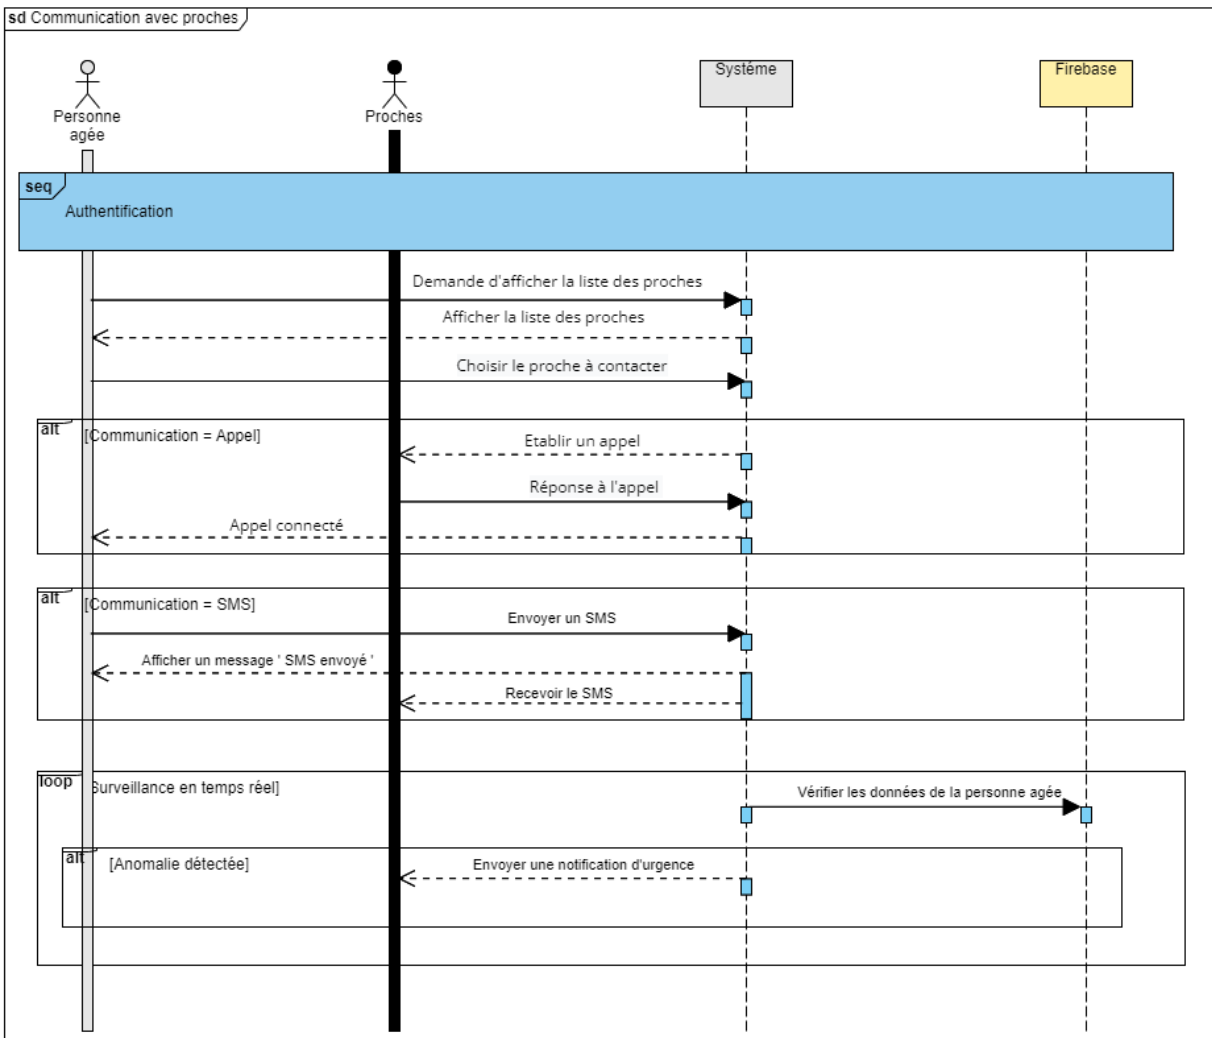 sd Communication avec proches
Personne
agée
Proches
Systéme
Firebase
seq
Authentification
Demande d'afficher la liste des proches
Afficher la liste des proches
Choisir le proche à contacter
alt
[Communication = Appel]
Etablir un appel
Réponse à l'appel
Appel connecté
alt
[Communication = SMS]
Envoyer un SMS
Afficher un message ' SMS envoyé '
Recevoir le SMS
loop
Surveillance en temps réel]
Vérifier les données de la personne agée
alt
[Anomalie détectée]
Envoyer une notification d'urgence